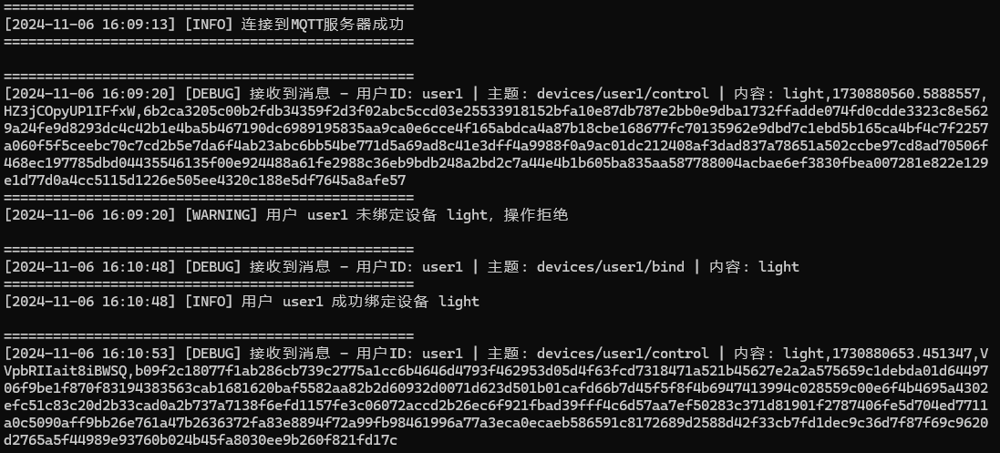 ==================================================
[2024-11-06 16:09:13] [INFO] 连接到MQTT服务器成功
==================================================
==================================================
[2024-11-06 16:09:20] [DEBUG] 接收到消息 - 用户ID: user1 | 主题: devices/user1/control | 内容: light,1730880560.5888557,
HZ3jCOpyUP1IFfxW,6b2ca3205c00b2fdb34359f2d3f02abc5ccd03e25533918152bfa10e87db787e2bb0e9dba1732ffadde074fd0cdde3323c8e562
9a24fe9d8293dc4c42b1e4ba5b467190dc6989195835aa9ca0e6cce4f165abdca4a87b18cbe168677fc70135962e9dbd7c1ebd5b165ca4bf4c7f2257
a060f5f5ceebc70c7cd2b5e7da6f4ab23abc6bb54be771d5a69ad8c41e3dff4a9988f0a9ac01dc212408af3dad837a78651a502ccbe97cd8ad70506f
468ec197785dbd04435546135f00e924488a61fe2988c36eb9bdb248a2bd2c7a44e4b1b605ba835aa587788004acbae6ef3830fbea007281e822e129
e1d77d0a4cc5115d1226e505ee4320c188e5df7645a8afe57
==================================================
[2024-11-06 16:09:20] [WARNING] 用户 user1 未绑定设备 light，操作拒绝
==================================================
[2024-11-06 16:10:48] [DEBUG] 接收到消息 - 用户ID: user1 | 主题: devices/user1/bind | 内容: light
==================================================
[2024-11-06 16:10:48] [INFO] 用户 user1 成功绑定设备 light
==================================================
[2024-11-06 16:10:53] [DEBUG] 接收到消息 - 用户ID: user1 | 主题: devices/user1/control | 内容: light,1730880653.451347,V
VpbRIIait8iBWSQ,b09f2c18077f1ab286cb739c2775a1cc6b4646d4793f462953d05d4f63fcd7318471a521b45627e2a2a575659c1debda01d64497
06f9be1f870f83194383563cab1681620baf5582aa82b2d60932d0071d623d501b01cafd66b7d45f5f8f4b6947413994c028559c00e6f4b4695a4302
efc51c83c20d2b33cad0a2b737a7138f6efd1157fe3c06072accd2b26ec6f921fbad39fff4c6d57aa7ef50283c371d81901f2787406fe5d704ed7711
a0c5090aff9bb26e761a47b2636372fa83e8894f72a99fb98461996a77a3eca0ecaeb586591c8172689d2588d42f33cb7fd1dec9c36d7f87f69c9620
d2765a5f44989e93760b024b45fa8030ee9b260f821fd17c